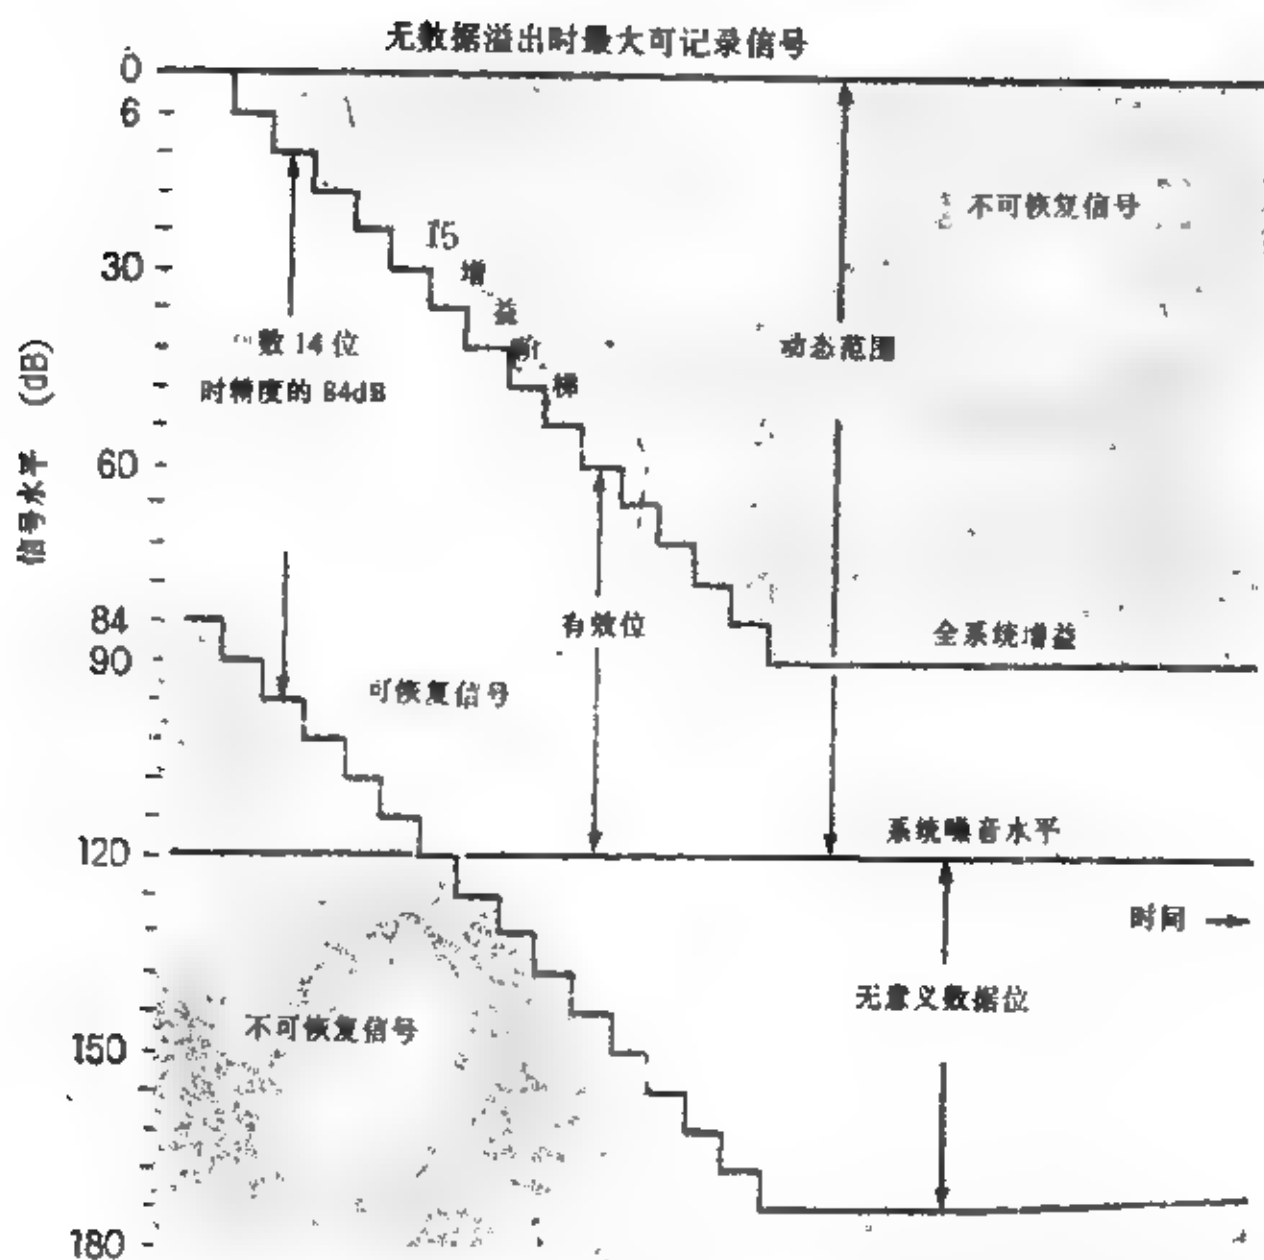 无数据溢出时最大可记录信号
0
6
不可恢复信号
15
增
益
阶
梯
30
数 14 位
时精度的 84dB
动态范围
信号水平 (dB)
60
84
90
有效位
全系统增益
可恢复信号
系统噪音水平
120
时间
无意义数据位
不可恢复信号
150
180